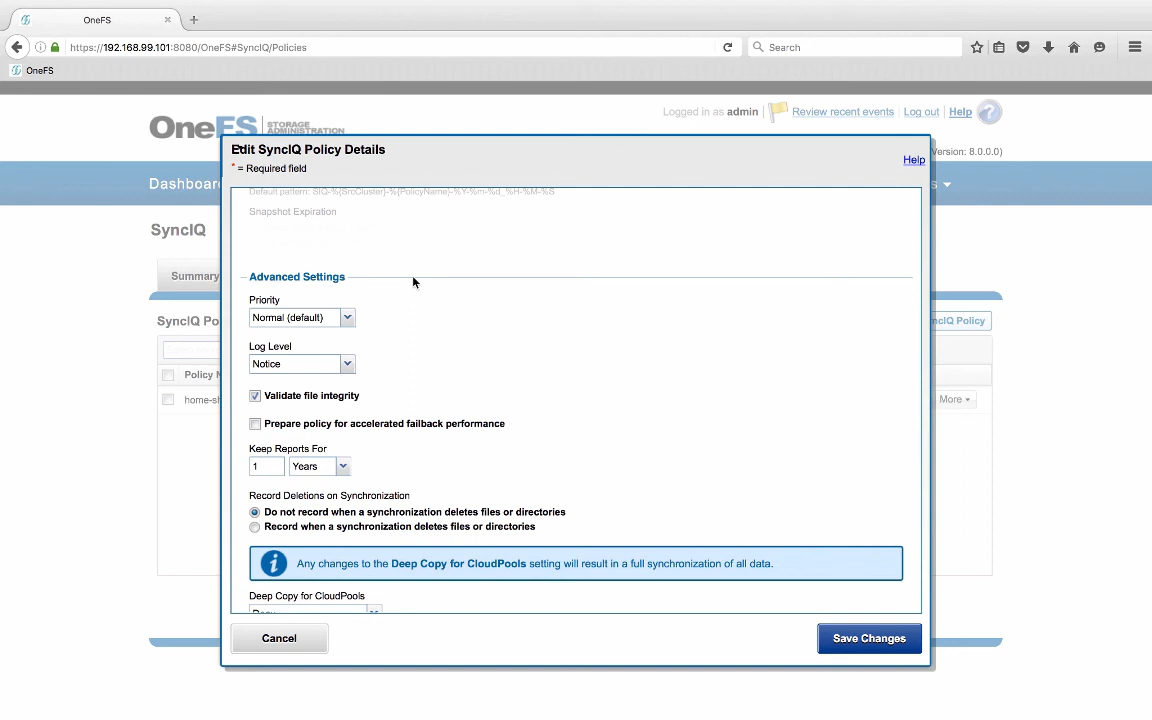 OneFS
https://192.168.99.101:8080/OneFS#SyncIQ/Policies
Search
OneFS
Logged in as admin
Review recent events
Log out
Help
OneFS
STORAGE
ADMINISTRATION
Version: 8.0.0.0)
Edit SyncIQ Policy Details
* = Required field
Help
Dashboar
s
SyncIQ
Summary
SyncIQ Po
ncIQ Policy
Policy N
home-sh
More
Default pattern: SIQ-%{SrcCluster}-%{PolicyName}-%Y-%m-%d_%H-%M-%S
Snapshot Expiration
Advanced Settings
Priority
Normal (default)
Log Level
Notice
Validate file integrity
Prepare policy for accelerated failback performance
Keep Reports For
1
Years
Record Deletions on Synchronization
Do not record when a synchronization deletes files or directories
Record when a synchronization deletes files or directories
Any changes to the Deep Copy for CloudPools setting will result in a full synchronization of all data.
Deep Copy for CloudPools
Cancel
Save Changes